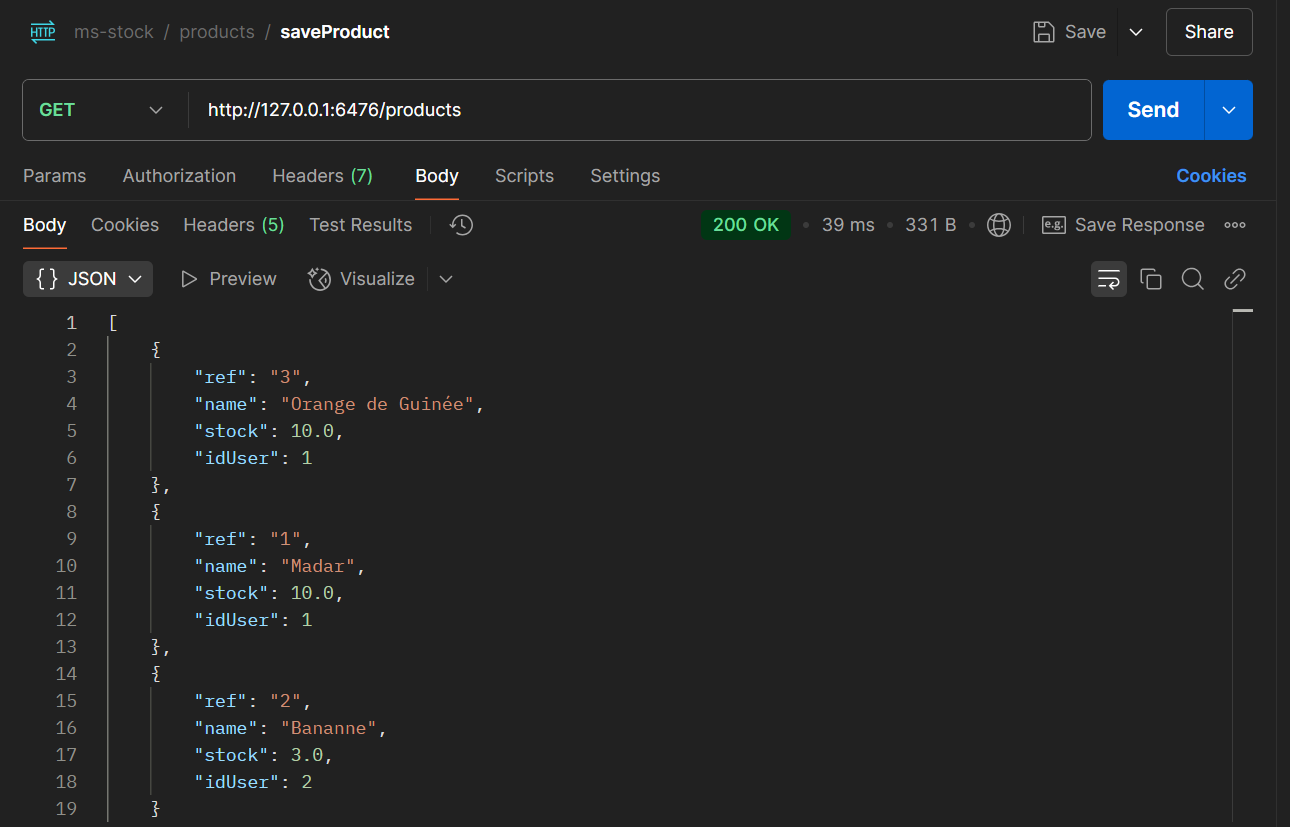 HTTP ms-stock / products / saveProduct Save Share
GET http://127.0.0.1:6476/products Send
Params Authorization Headers (7) Body Scripts Settings Cookies
Body Cookies Headers (5) Test Results 200 OK 39 ms 331 B e.g. Save Response
{} JSON Preview Visualize
1 [
2 {
3 "ref": "3",
4 "name": "Orange de Guinée",
5 "stock": 10.0,
6 "idUser": 1
7 },
8 {
9 "ref": "1",
10 "name": "Madar",
11 "stock": 10.0,
12 "idUser": 1
13 },
14 {
15 "ref": "2",
16 "name": "Bananne",
17 "stock": 3.0,
18 "idUser": 2
19 }